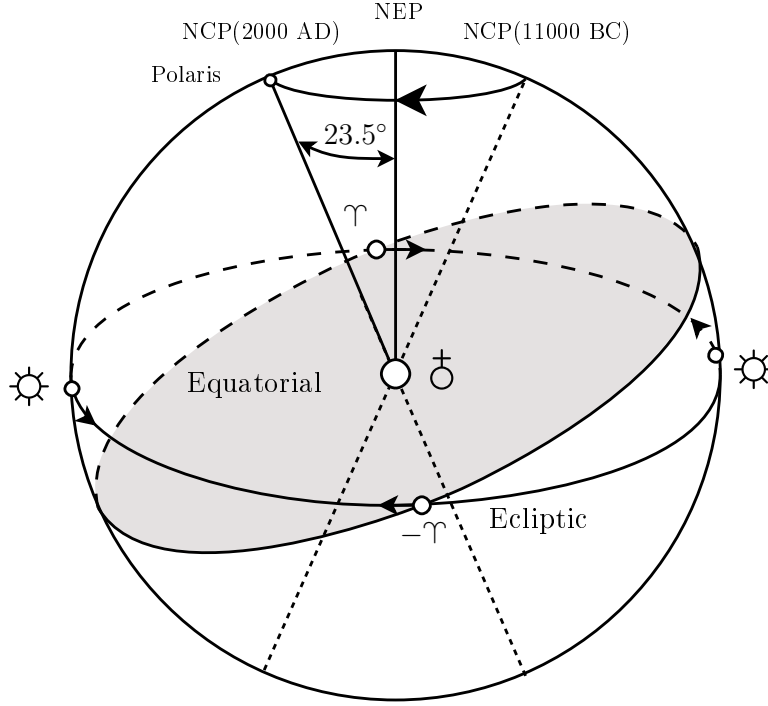 NEP
NCP(2000 AD)
NCP(11000 BC)
Polaris
23.5°
♈
Equatorial
♁
Ecliptic
−♈